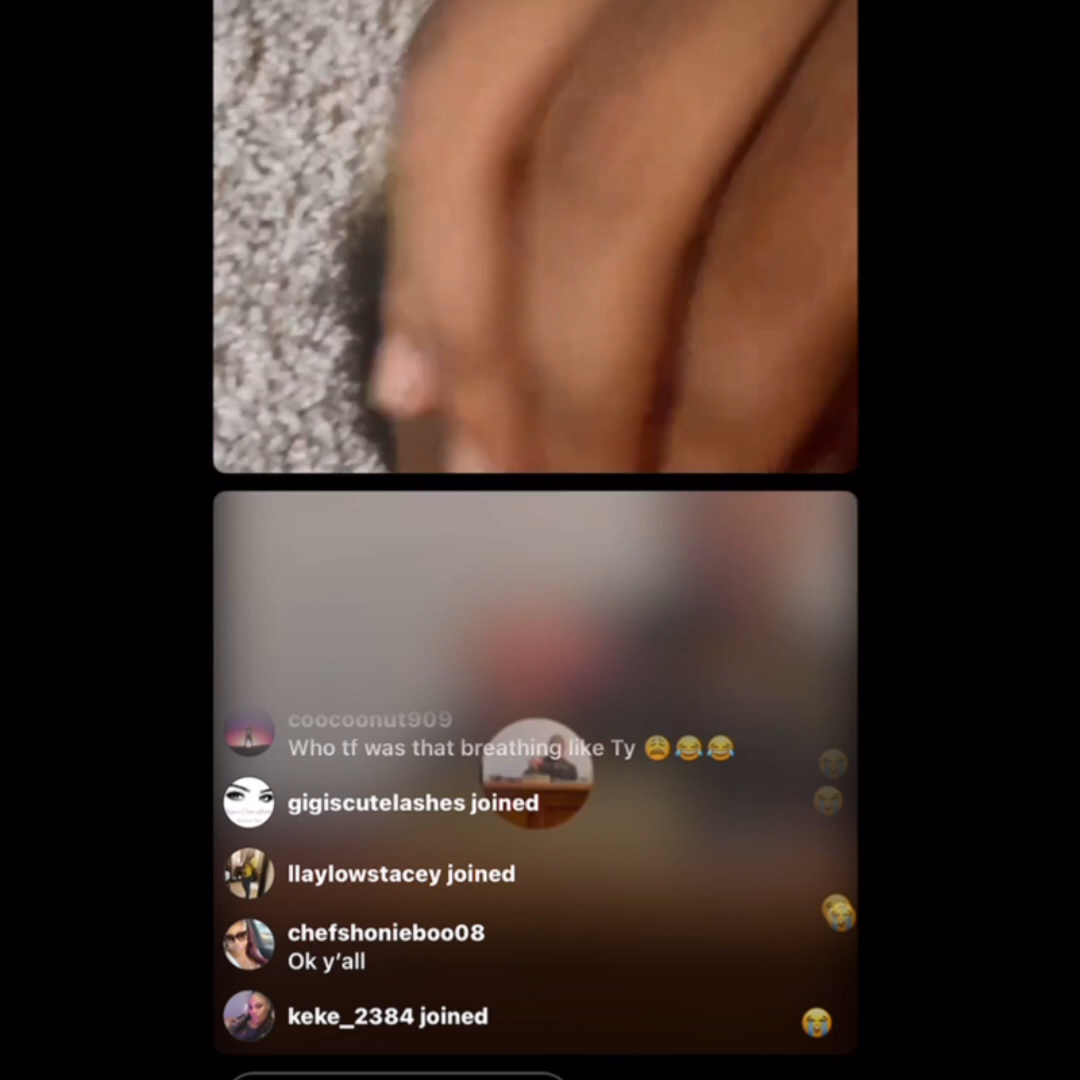 coocoonut909
Who tf was that breathing like Ty 😩😂😂
gigiscutelashes joined
llaylowstacey joined
chefshonieboo08
Ok y’all
keke_2384 joined